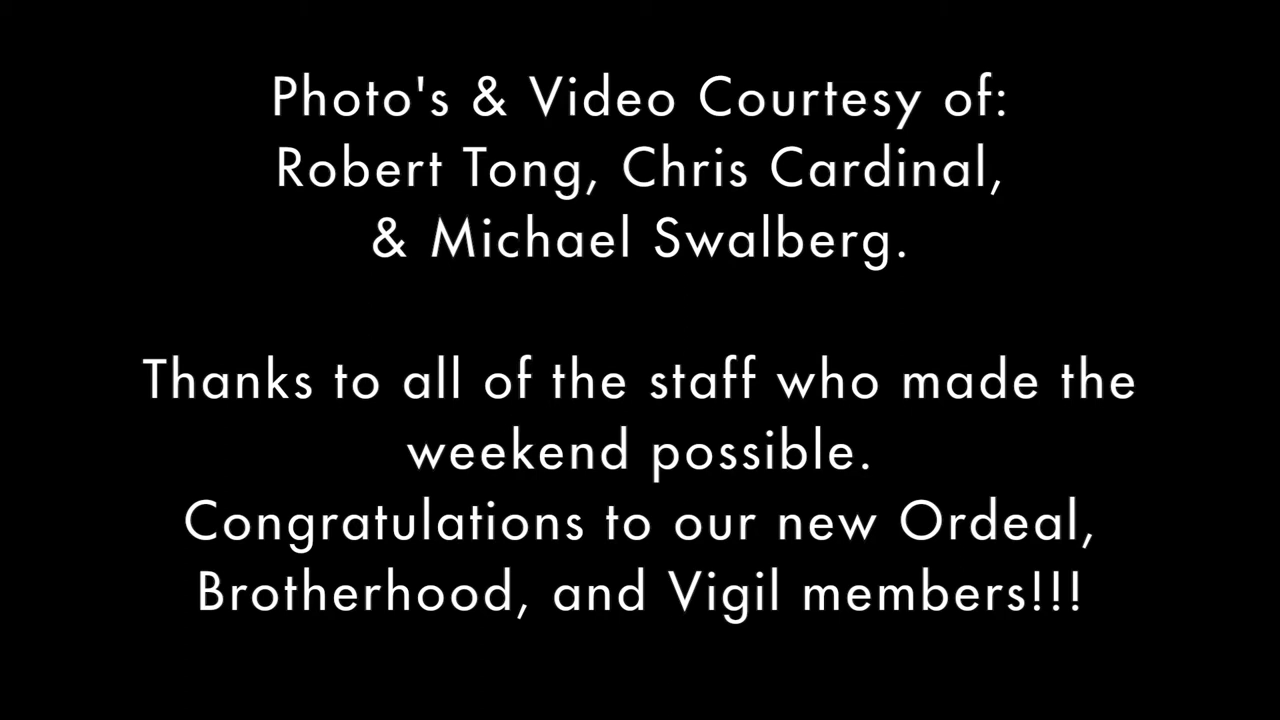 Photo's & Video Courtesy of:
Robert Tong, Chris Cardinal,
& Michael Swalberg.
Thanks to all of the staff who made the
weekend possible.
Congratulations to our new Ordeal,
Brotherhood, and Vigil members!!!